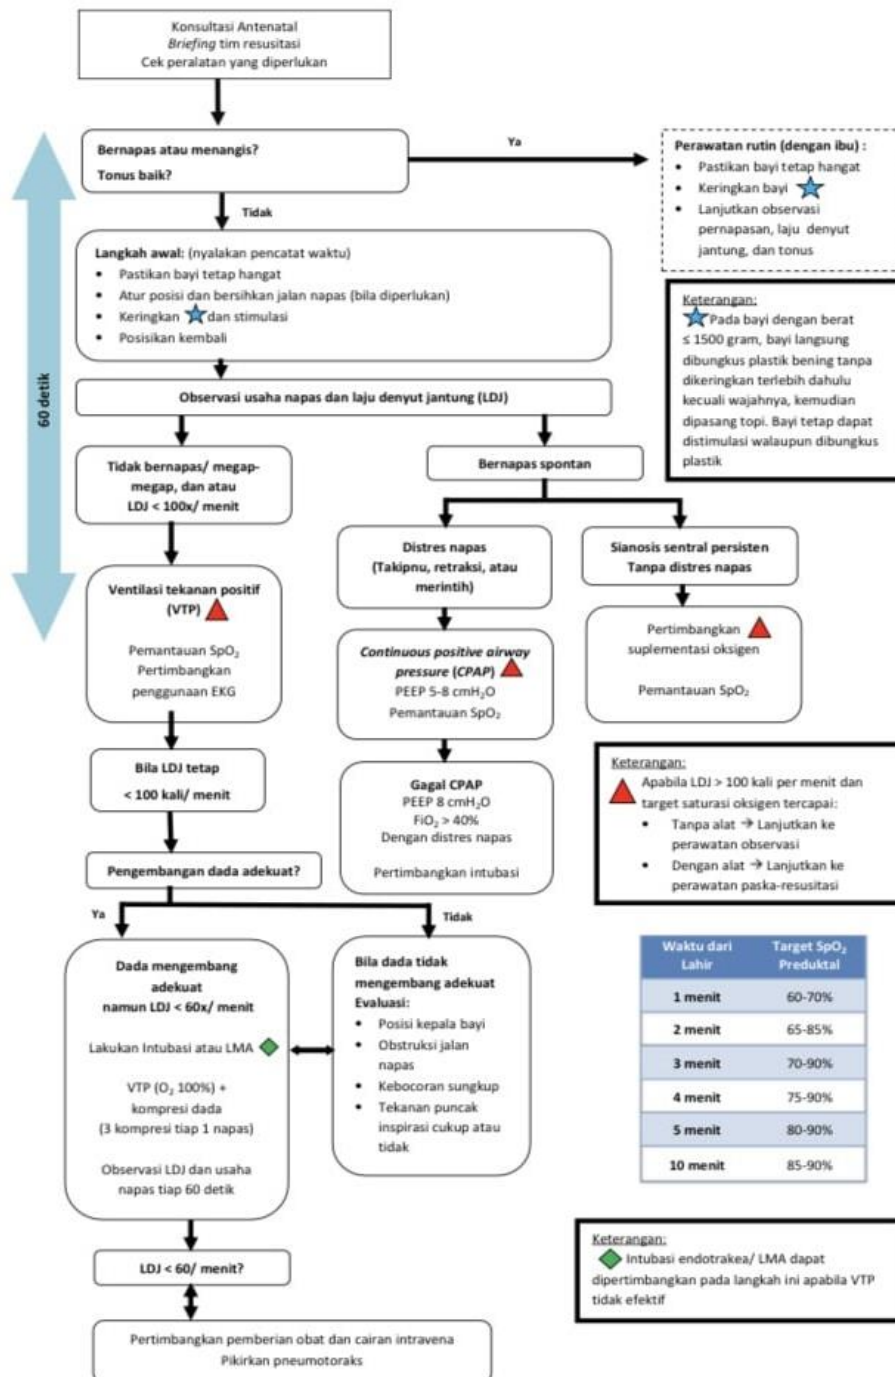 Konsultasi Antenatal
Briefing tim resusitasi
Cek peralatan yang diperlukan
60 detik
Bernapas atau menangis?
Tonus baik?
Ya
Perawatan rutin (dengan ibu) :
• Pastikan bayi tetap hangat
• Keringkan bayi
• Lanjutkan observasi
pernapasan, laju denyut
jantung, dan tonus
Tidak
Langkah awal: (nyalakan pencatat waktu)
• Pastikan bayi tetap hangat
• Atur posisi dan bersihkan jalan napas (bila diperlukan)
• Keringkan dan stimulasi
• Posisikan kembali
Keterangan:
Pada bayi dengan berat
≤ 1500 gram, bayi langsung
dibungkus plastik bening tanpa
dikeringkan terlebih dahulu
kecuali wajahnya, kemudian
dipasang topi. Bayi tetap dapat
distimulasi walaupun dibungkus
plastik
Observasi usaha napas dan laju denyut jantung (LDJ)
Tidak bernapas/ megap-
megap, dan atau
LDJ < 100x/ menit
Bernapas spontan
Distres napas
(Takipnu, retraksi, atau
merintih)
Sianosis sentral persisten
Tanpa distres napas
Ventilasi tekanan positif
(VTP)
Pemantauan SpO₂
Pertimbangkan
penggunaan EKG
Continuous positive airway
pressure (CPAP)
PEEP 5-8 cmH₂O
Pemantauan SpO₂
Pertimbangkan
suplementasi oksigen
Pemantauan SpO₂
Bila LDJ tetap
< 100 kali/ menit
Gagal CPAP
PEEP 8 cmH₂O
FiO₂ > 40%
Dengan distres napas
Pertimbangkan intubasi
Keterangan:
Apabila LDJ > 100 kali per menit dan
target saturasi oksigen tercapai:
• Tanpa alat → Lanjutkan ke
perawatan observasi
• Dengan alat → Lanjutkan ke
perawatan paska-resusitasi
Pengembangan dada adekuat?
Ya
Tidak
Dada mengembang
adekuat
namun LDJ < 60x/ menit
Lakukan Intubasi atau LMA
VTP (O₂ 100%) +
kompresi dada
(3 kompresi tiap 1 napas)
Observasi LDJ dan usaha
napas tiap 60 detik
Bila dada tidak
mengembang adekuat
Evaluasi:
• Posisi kepala bayi
• Obstruksi jalan
napas
• Kebocoran sungkup
• Tekanan puncak
inspirasi cukup atau
tidak
Waktu dari Lahir Target SpO₂ Preduktal
1 menit 60-70%
2 menit 65-85%
3 menit 70-90%
4 menit 75-90%
5 menit 80-90%
10 menit 85-90%
LDJ < 60/ menit?
Keterangan:
Intubasi endotrakea/ LMA dapat
dipertimbangkan pada langkah ini apabila VTP
tidak efektif
Pertimbangkan pemberian obat dan cairan intravena
Pikirkan pneumotoraks